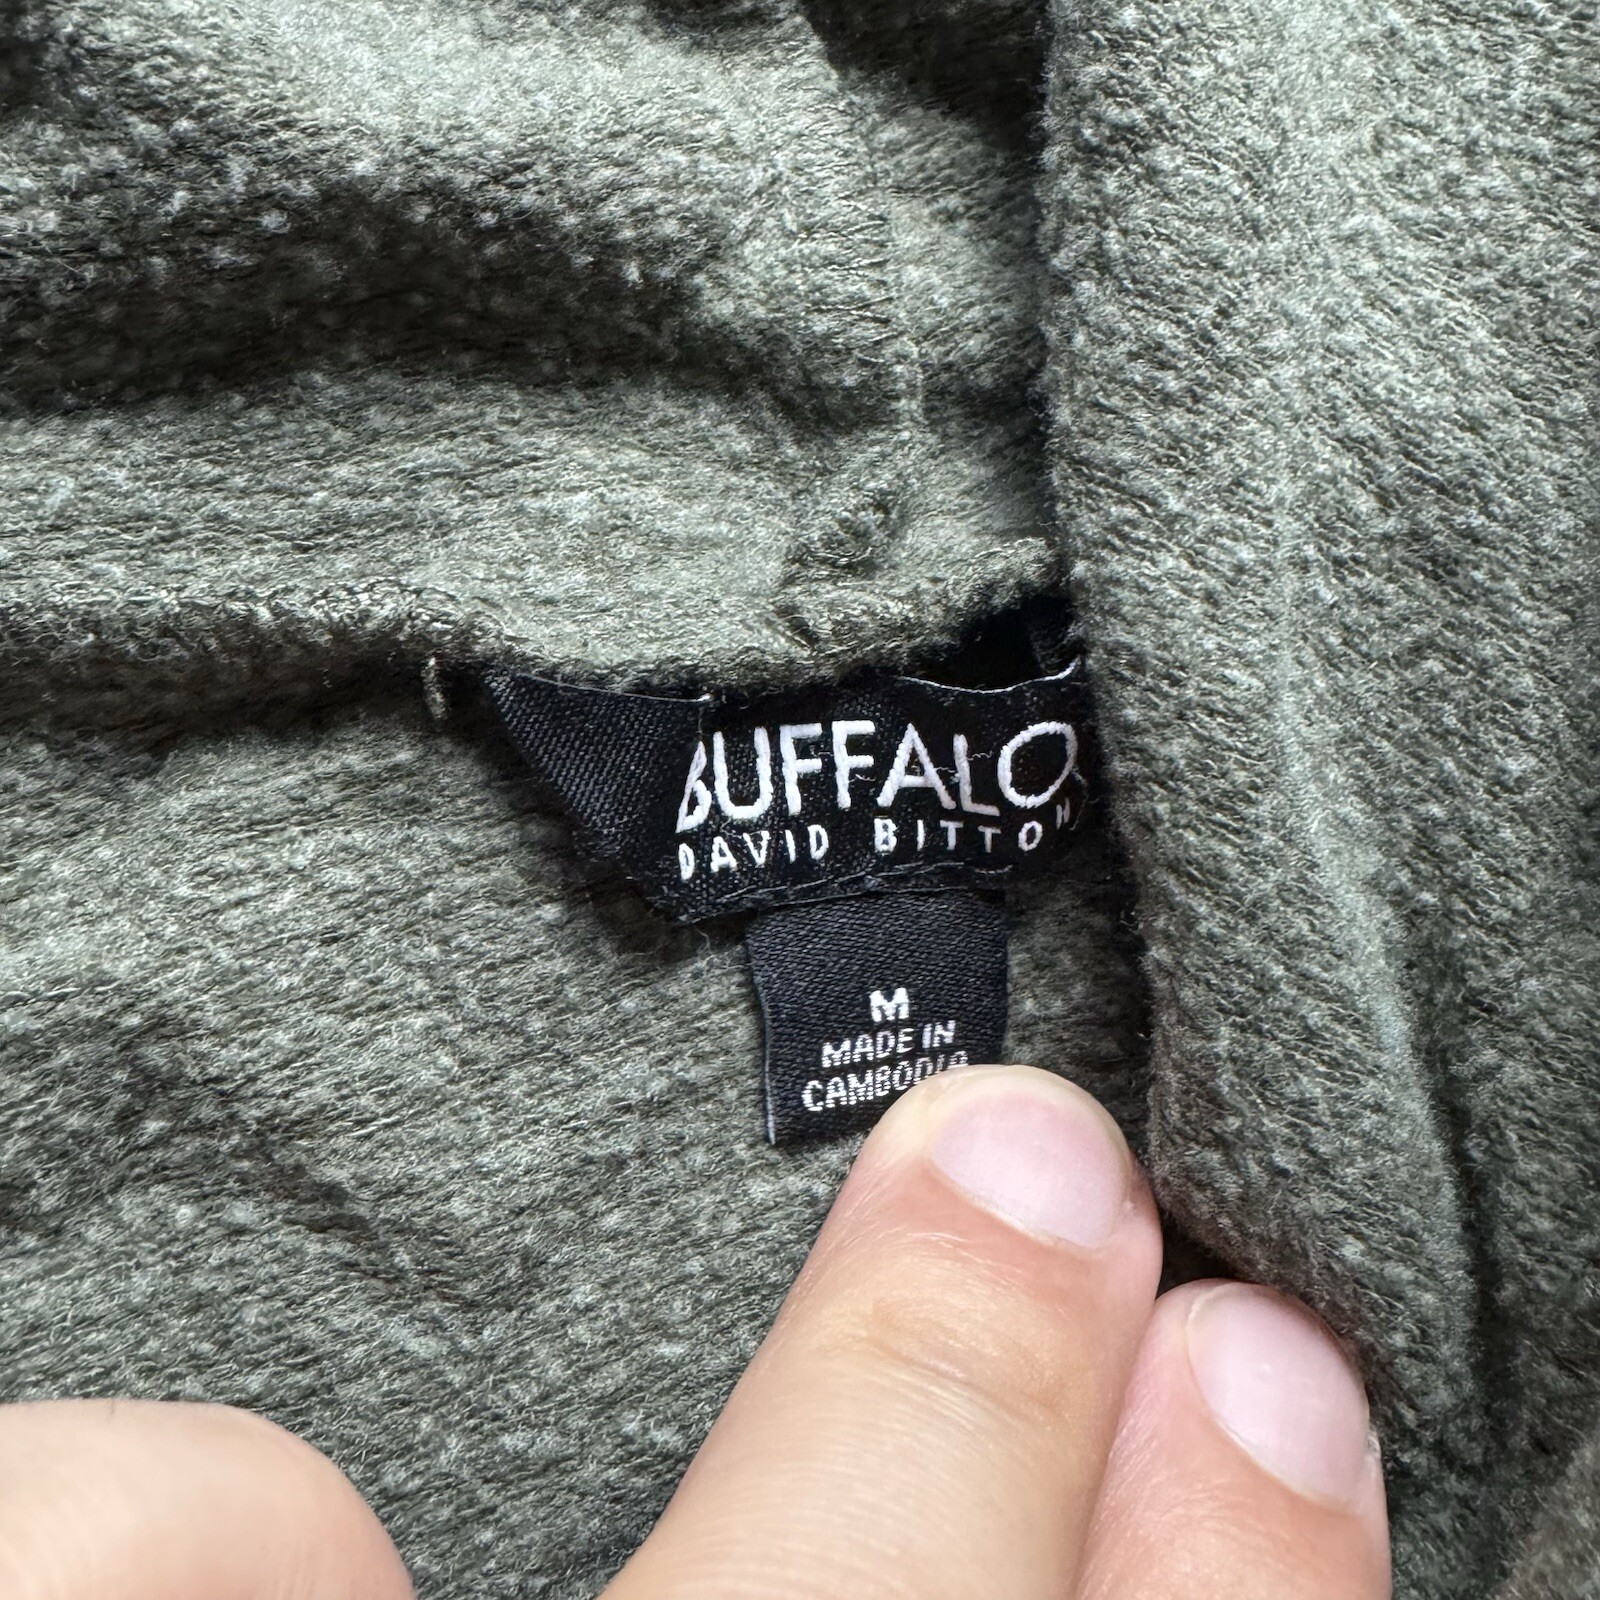 BUFFALO
DAVID BITTON
M
MADE IN
CAMBODIA